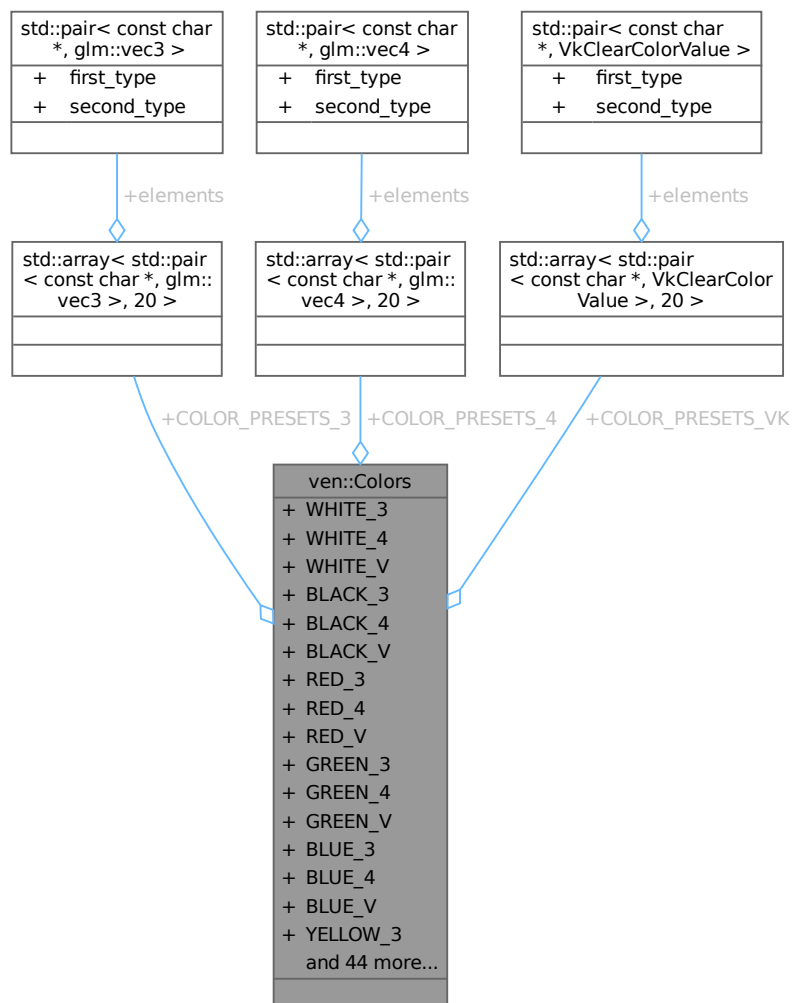 std::pair< const char
*, glm::vec3 >
+ first_type
+ second_type
std::pair< const char
*, glm::vec4 >
+ first_type
+ second_type
std::pair< const char
*, VkClearColorValue >
+ first_type
+ second_type
+elements
+elements
+elements
std::array< std::pair
< const char *, glm::
vec3 >, 20 >
std::array< std::pair
< const char *, glm::
vec4 >, 20 >
std::array< std::pair
< const char *, VkClearColor
Value >, 20 >
+COLOR_PRESETS_3
+COLOR_PRESETS_4
+COLOR_PRESETS_VK
ven::Colors
+ WHITE_3
+ WHITE_4
+ WHITE_V
+ BLACK_3
+ BLACK_4
+ BLACK_V
+ RED_3
+ RED_4
+ RED_V
+ GREEN_3
+ GREEN_4
+ GREEN_V
+ BLUE_3
+ BLUE_4
+ BLUE_V
+ YELLOW_3
and 44 more...